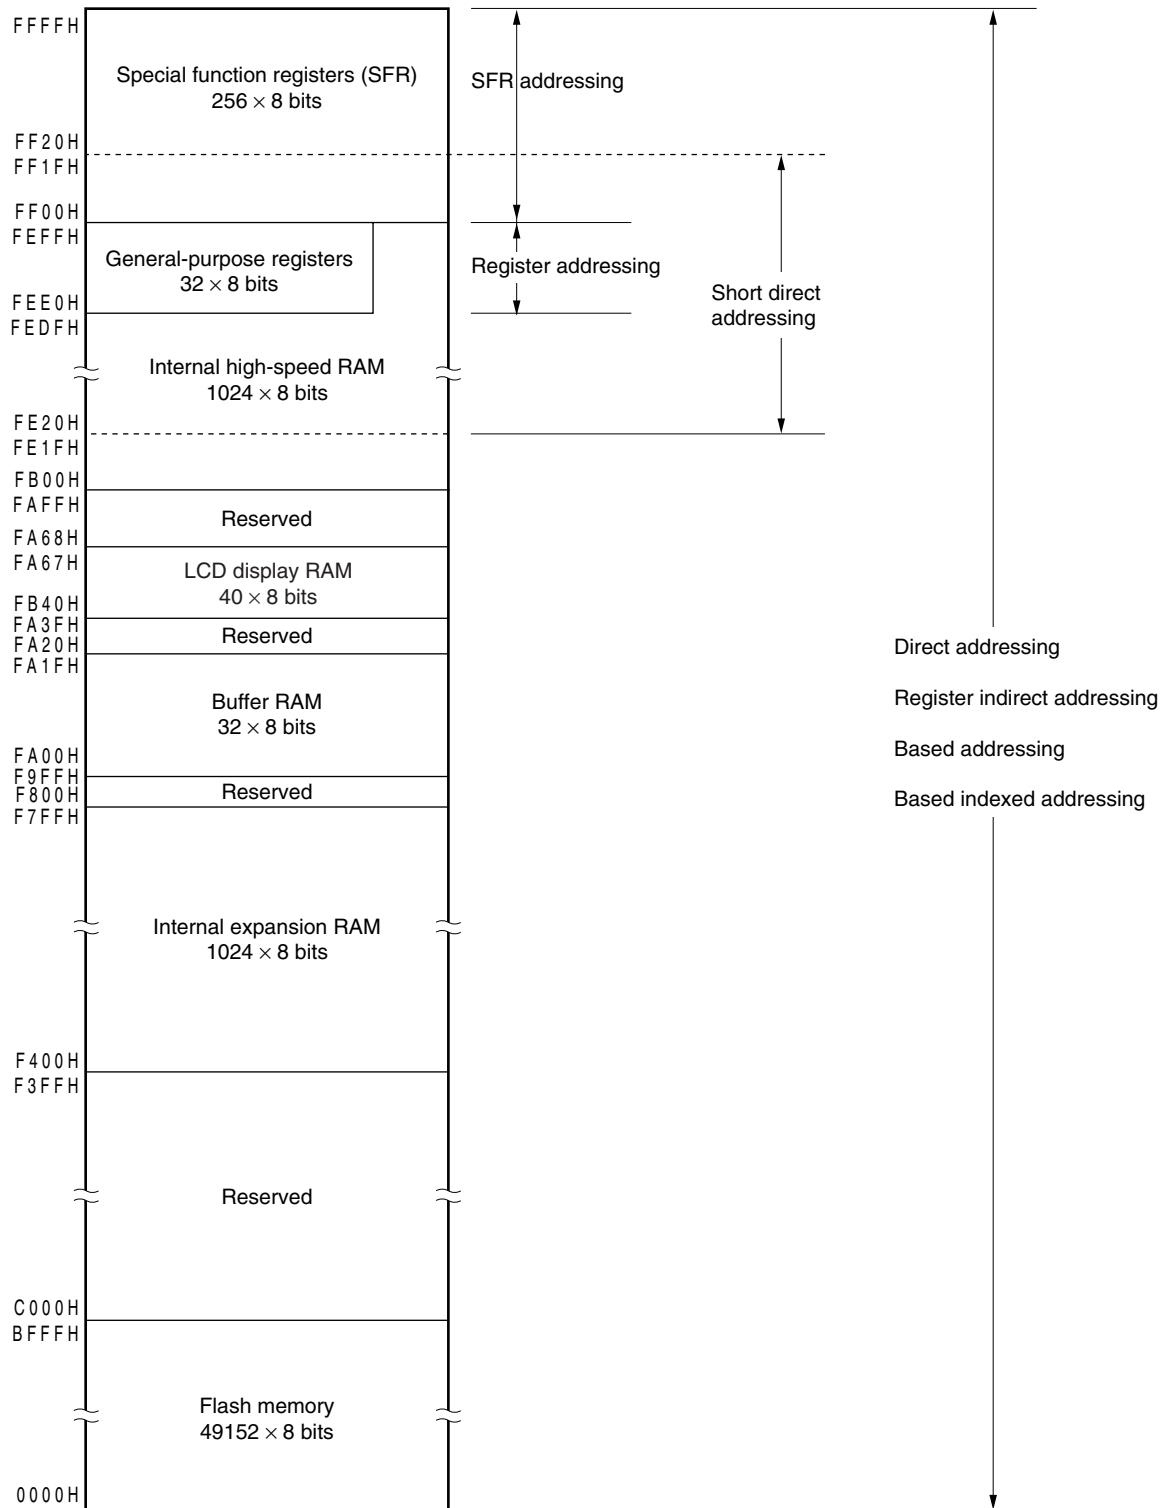 FFFFH
Special function registers (SFR)
256 × 8 bits
SFR addressing
FF20H
FF1FH
FF00H
FEFFH
General-purpose registers
32 × 8 bits
Register addressing
Short direct
addressing
FEE0H
FEDFH
Internal high-speed RAM
1024 × 8 bits
FE20H
FE1FH
FB00H
FAFFH
Reserved
FA68H
FA67H
LCD display RAM
40 × 8 bits
FB40H
FA3FH
Reserved
FA20H
FA1FH
Direct addressing
Register indirect addressing
Based addressing
Based indexed addressing
Buffer RAM
32 × 8 bits
FA00H
F9FFH
Reserved
F800H
F7FFH
Internal expansion RAM
1024 × 8 bits
F400H
F3FFH
Reserved
C000H
BFFFH
Flash memory
49152 × 8 bits
0000H